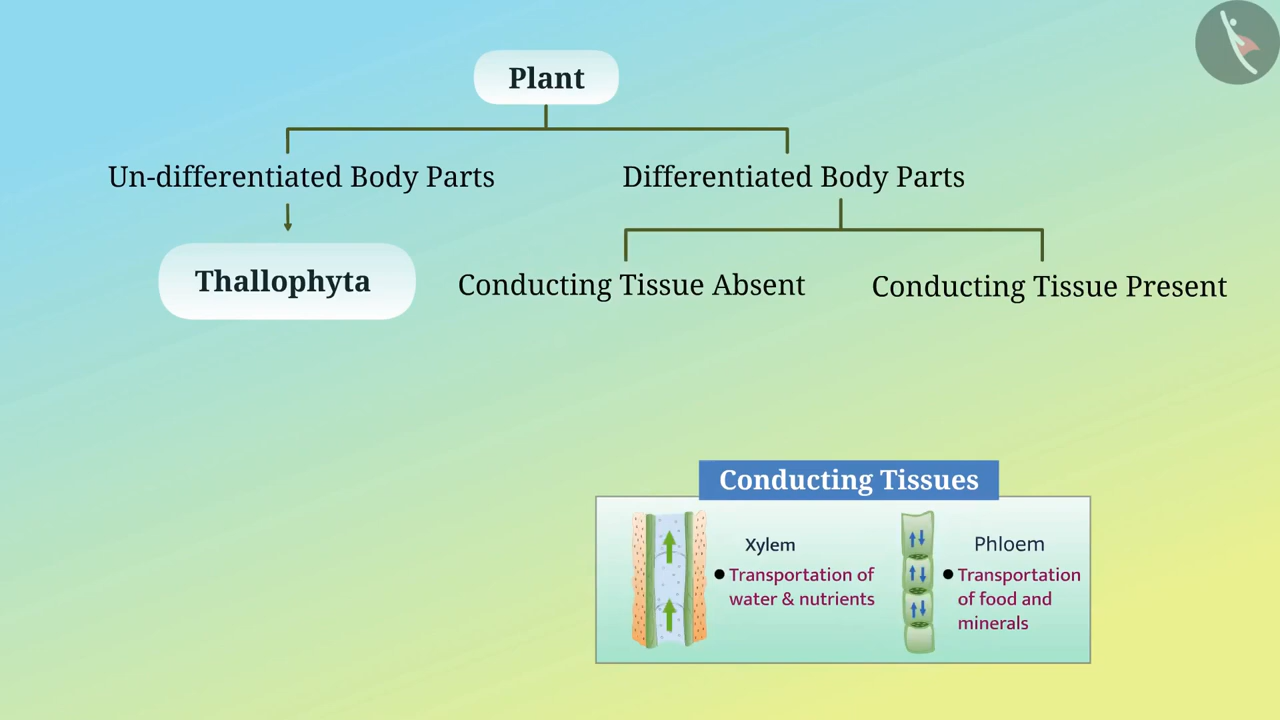 Plant
Un-differentiated Body Parts
Differentiated Body Parts
Thallophyta
Conducting Tissue Absent
Conducting Tissue Present
Conducting Tissues
Xylem
● Transportation of
water & nutrients
Phloem
● Transportation
of food and
minerals